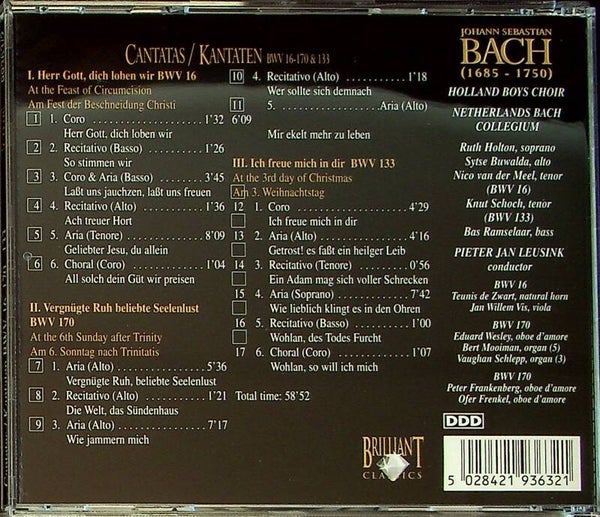 CANTATAS / KANTATEN BWV 16-170 & 133
I. Herr Gott, dich loben wir BWV 16
At the Feast of Circumcision
Am Fest der Beschneidung Christi
1 1. Coro ......... 1'32
Herr Gott, dich loben wir
2 2. Recitativo (Basso) ......... 1'26
So stimmen wir
3 3. Coro & Aria (Basso) ......... 3'45
Laßt uns jauchzen, laßt uns freuen
4 4. Recitativo (Alto) ......... 1'36
Ach treuer Hort
5 5. Aria (Tenore) ......... 8'09
Geliebter Jesu, du allein
6 6. Choral (Coro) ......... 1'04
All solch dein Güt wir preisen
II. Vergnügte Ruh beliebte Seelenlust
BWV 170
At the 6th Sunday after Trinity
Am 6. Sonntag nach Trinitatis
7 1. Aria (Alto) ......... 5'36
Vergnügte Ruh, beliebte Seelenlust
8 2. Recitativo (Alto) ......... 1'21
Die Welt, das Sündenhaus
9 3. Aria (Alto) ......... 7'17
Wie jammern mich
10 4. Recitativo (Alto) ......... 1'18
Wer sollte sich demnach
11 5. ......... Aria (Alto)
6'09
Mir ekelt mehr zu leben
III. Ich freue mich in dir BWV 133
At the 3rd day of Christmas
Am 3. Weihnachtstag
12 1. Coro ......... 4'29
Ich freue mich in dir
13 2. Aria (Alto) ......... 4'16
Getrost! es faßt ein heilger Leib
14 3. Recitativo (Tenore) ......... 0'56
Ein Adam mag sich voller Schrecken
15 4. Aria (Soprano) ......... 7'42
Wie lieblich klingt es in den Ohren
16 5. Recitativo (Basso) ......... 1'00
Wohlan, des Todes Furcht
17 6. Choral (Coro) ......... 1'07
Wohlan, so will ich mich
Total time: 58'52
BRILLIANT
CLASSICS
JOHANN SEBASTIAN
BACH
(1685 - 1750)
HOLLAND BOYS CHOIR
NETHERLANDS BACH
COLLEGIUM
Ruth Holton, soprano
Sytse Buwalda, alto
Nico van der Meel, tenor
(BWV 16)
Knut Schoch, tenor
(BWV 133)
Bas Ramselaar, bass
PIETER JAN LEUSINK
conductor
BWV 16
Teunis de Zwart, natural horn
Jan Willem Vis, viola
BWV 170
Eduard Wesley, oboe d'amore
Bert Mooiman, organ (5)
Vaughan Schlepp, organ (3)
BWV 170
Peter Frankenberg, oboe d'amore
Ofer Frenkel, oboe d'amore
DDD
5 028421 936321